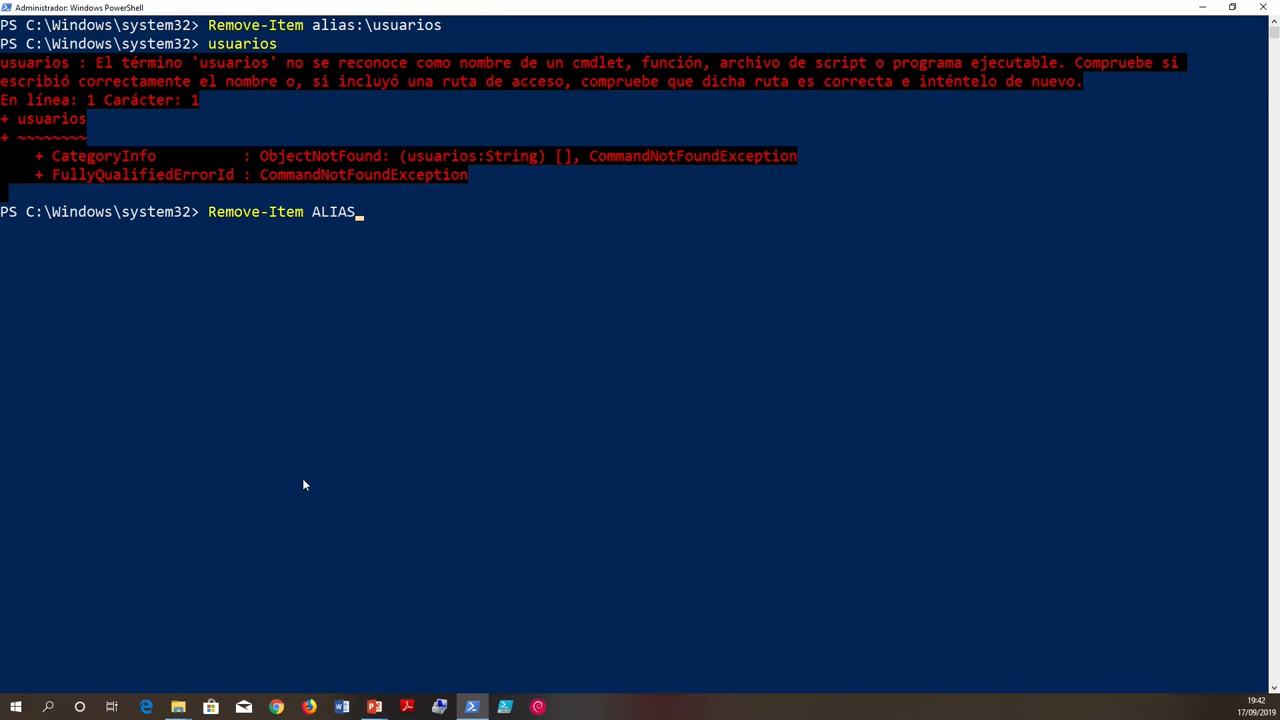 Administrador: Windows PowerShell
PS C:\Windows\system32> Remove-Item alias:\usuarios
PS C:\Windows\system32> usuarios
usuarios : El término 'usuarios' no se reconoce como nombre de un cmdlet, función, archivo de script o programa ejecutable. Compruebe si
escribió correctamente el nombre o, si incluyó una ruta de acceso, compruebe que dicha ruta es correcta e inténtelo de nuevo.
En línea: 1 Carácter: 1
+ usuarios
+ ~~~~~~~~
    + CategoryInfo          : ObjectNotFound: (usuarios:String) [], CommandNotFoundException
    + FullyQualifiedErrorId : CommandNotFoundException
PS C:\Windows\system32> Remove-Item ALIAS_
19:42
17/09/2019